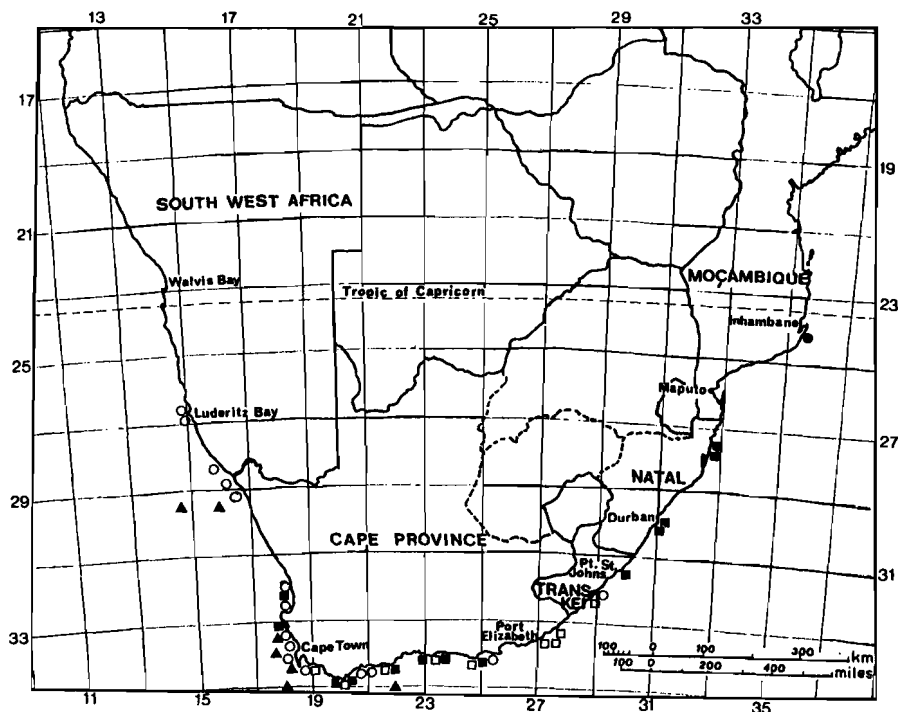 13 15 17 21 25 29 31 33
17
19
SOUTH WEST AFRICA
21
Walvis Bay
MOÇAMBIQUE
Tropic of Capricorn
23
Inhambane
25
Maputo
Luderitz Bay
27
NATAL
29
Durban
CAPE PROVINCE
Pt. St.
Johns
31
TRANS
KEI
Port
Elizabeth
33
Cape Town
100 0 100 300
km
100 0 200 400
miles
11 15 19 23 27 31 35